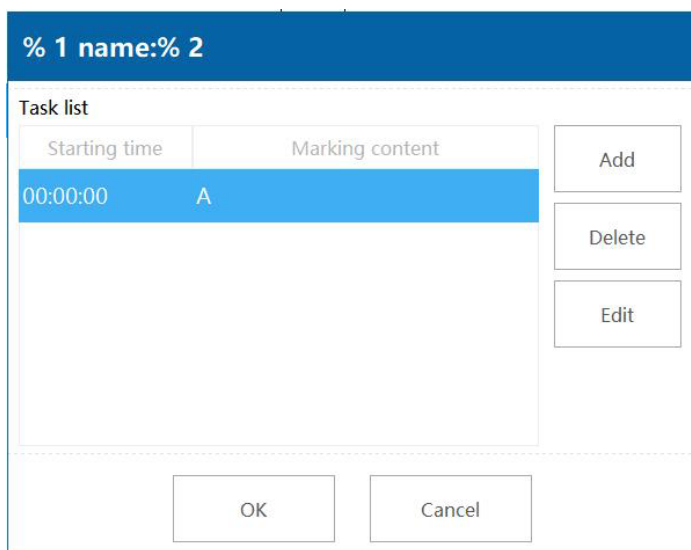 % 1 name:% 2
Task list
Starting time Marking content
00:00:00 A
Add
Delete
Edit
OK Cancel